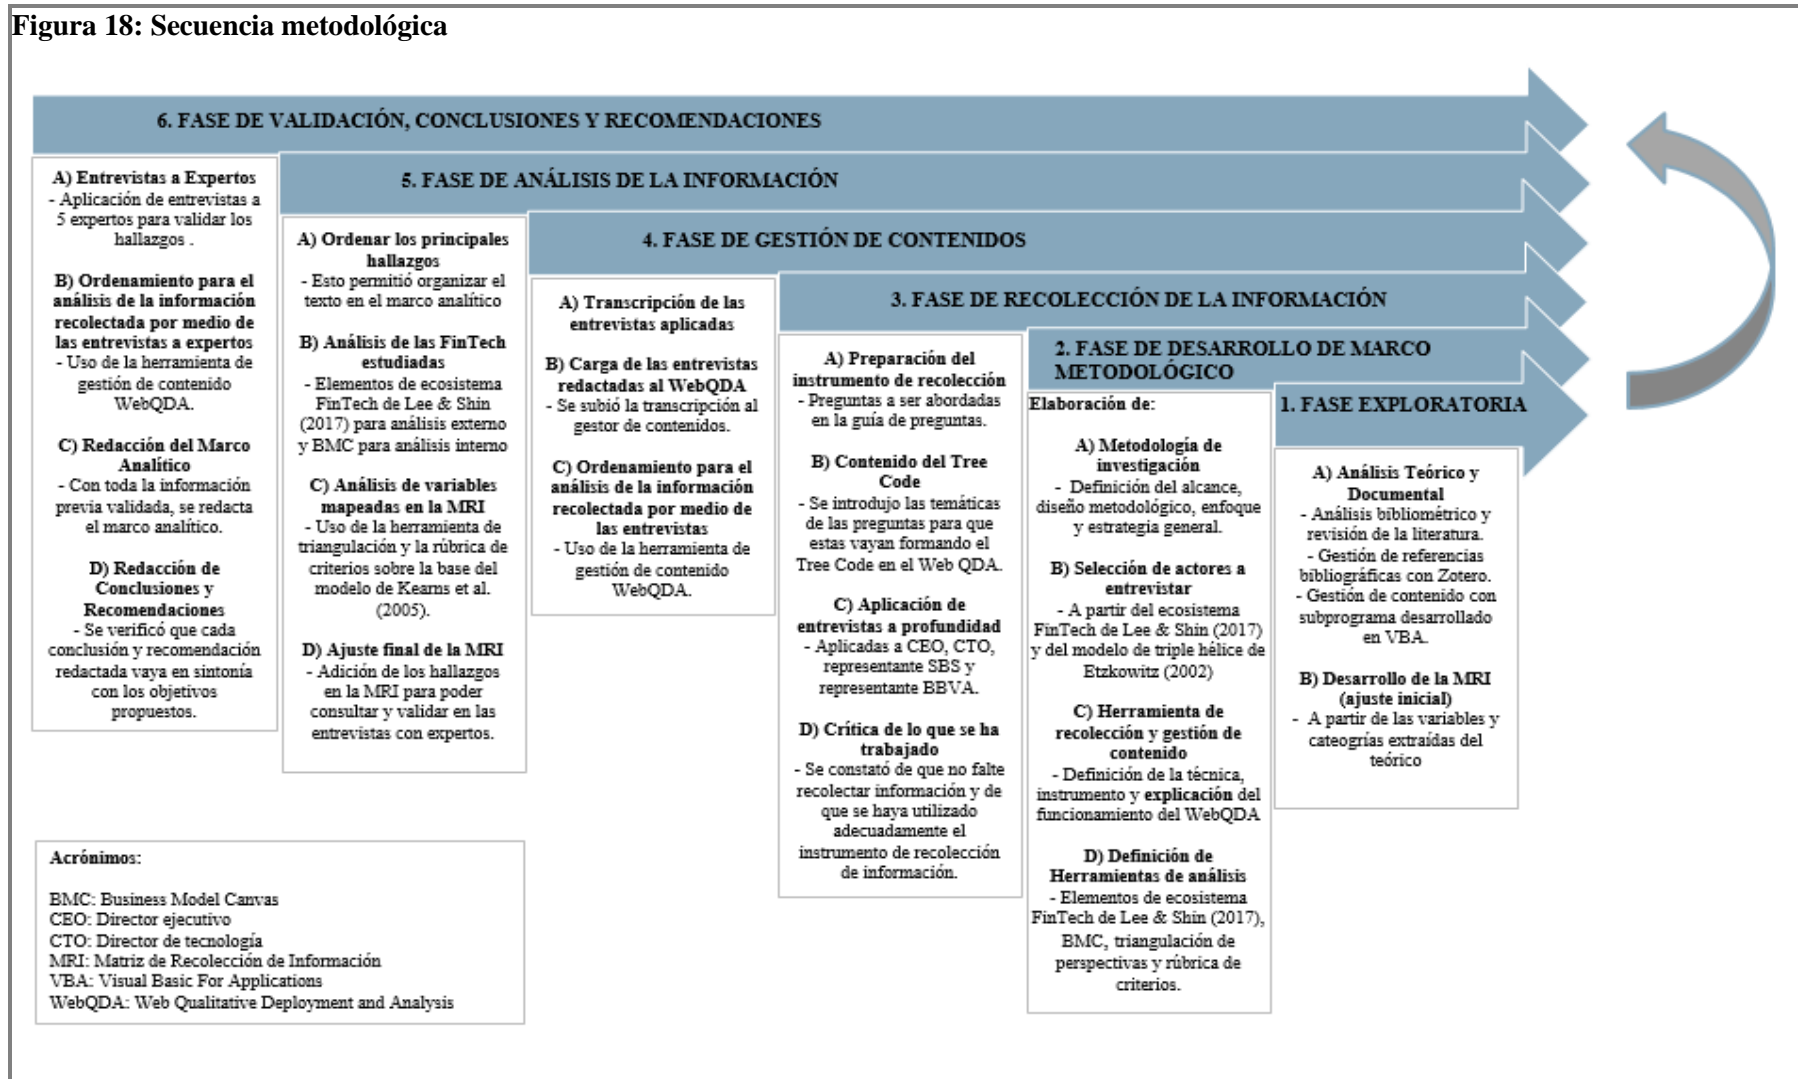 Figura 18: Secuencia metodológica
6. FASE DE VALIDACIÓN, CONCLUSIONES Y RECOMENDACIONES
A) Entrevistas a Expertos
- Aplicación de entrevistas a
5 expertos para validar los
hallazgos .
B) Ordenamiento para el
análisis de la información
recolectada por medio de
las entrevistas a expertos
- Uso de la herramienta de
gestión de contenido
WebQDA.
C) Redacción del Marco
Analítico
- Con toda la información
previa validada, se redacta
el marco analítico.
D) Redacción de
Conclusiones y
Recomendaciones
- Se verificó que cada
conclusión y recomendación
redactada vaya en sintonía
con los objetivos
propuestos.
5. FASE DE ANÁLISIS DE LA INFORMACIÓN
A) Ordenar los principales
hallazgos
- Esto permitió organizar el
texto en el marco analítico
B) Análisis de las FinTech
estudiadas
- Elementos de ecosistema
FinTech de Lee & Shin
(2017) para análisis externo
y BMC para análisis interno
C) Análisis de variables
mapeadas en la MRI
- Uso de la herramienta de
triangulación y la rúbrica de
criterios sobre la base del
modelo de Kearns et al.
(2005).
D) Ajuste final de la MRI
- Adición de los hallazgos
en la MRI para poder
consultar y validar en las
entrevistas con expertos.
4. FASE DE GESTIÓN DE CONTENIDOS
A) Transcripción de las
entrevistas aplicadas
B) Carga de las entrevistas
redactadas al WebQDA
- Se subió la transcripción al
gestor de contenidos.
C) Ordenamiento para el
análisis de la información
recolectada por medio de
las entrevistas
- Uso de la herramienta de
gestión de contenido
WebQDA.
3. FASE DE RECOLECCIÓN DE LA INFORMACIÓN
A) Preparación del
instrumento de recolección
- Preguntas a ser abordadas
en la guía de preguntas.
B) Contenido del Tree
Code
- Se introdujo las temáticas
de las preguntas para que
estas vayan formando el
Tree Code en el Web QDA.
C) Aplicación de
entrevistas a profundidad
- Aplicadas a CEO, CTO,
representante SBS y
representante BBVA.
D) Crítica de lo que se ha
trabajado
- Se constató de que no falte
recolectar información y de
que se haya utilizado
adecuadamente el
instrumento de recolección
de información.
2. FASE DE DESARROLLO DE MARCO
METODOLÓGICO
Elaboración de:
A) Metodología de
investigación
- Definición del alcance,
diseño metodológico, enfoque
y estrategia general.
B) Selección de actores a
entrevistar
- A partir del ecosistema
FinTech de Lee & Shin (2017)
y del modelo de triple hélice de
Etzkowitz (2002)
C) Herramienta de
recolección y gestión de
contenido
- Definición de la técnica,
instrumento y explicación del
funcionamiento del WebQDA
D) Definición de
Herramientas de análisis
- Elementos de ecosistema
FinTech de Lee & Shin (2017),
BMC, triangulación de
perspectivas y rúbrica de
criterios.
1. FASE EXPLORATORIA
A) Análisis Teórico y
Documental
- Análisis bibliométrico y
revisión de la literatura.
- Gestión de referencias
bibliográficas con Zotero.
- Gestión de contenido con
subprograma desarrollado
en VBA.
B) Desarrollo de la MRI
(ajuste inicial)
- A partir de las variables y
cateogrías extraídas del
teórico
Acrónimos:
BMC: Business Model Canvas
CEO: Director ejecutivo
CTO: Director de tecnología
MRI: Matriz de Recolección de Información
VBA: Visual Basic For Applications
WebQDA: Web Qualitative Deployment and Analysis